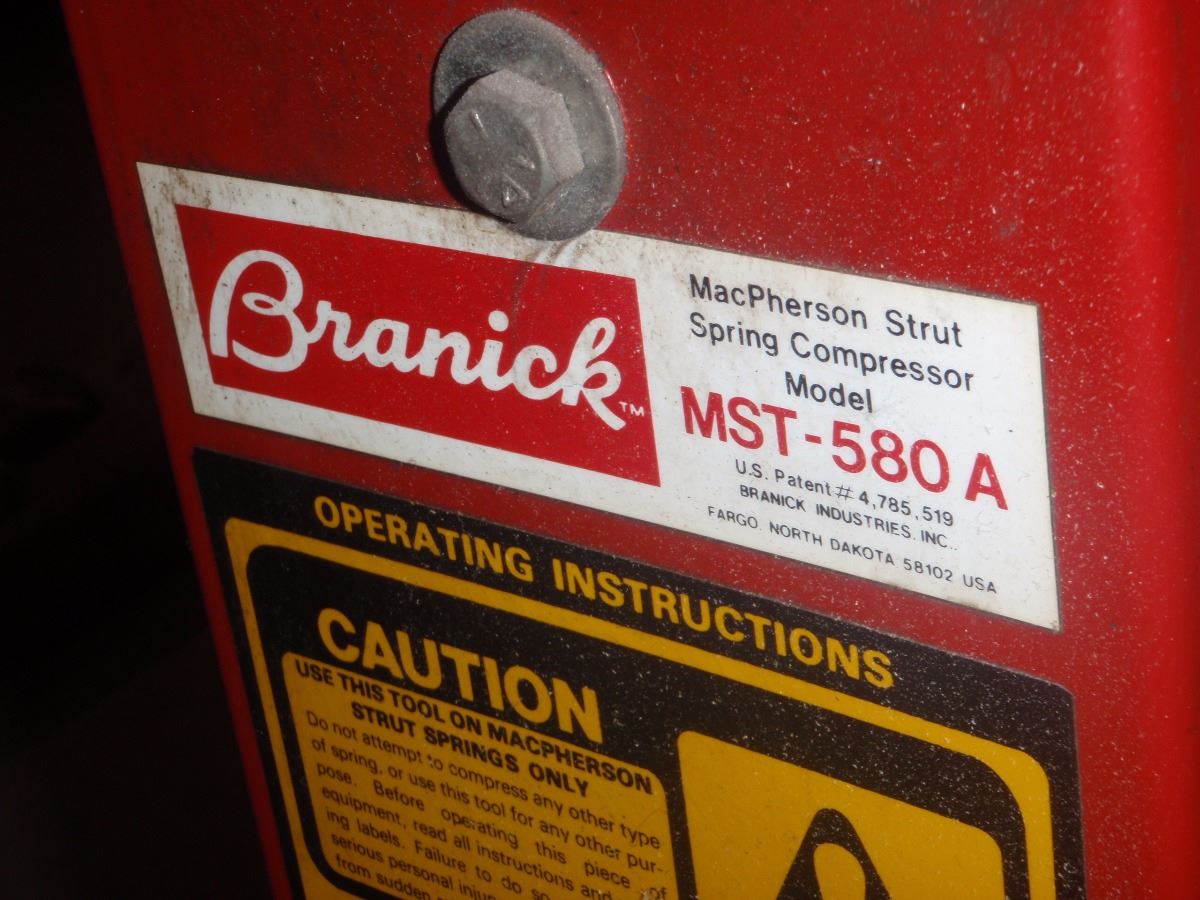 Branick™
MacPherson Strut
Spring Compressor
Model
MST-580 A
U.S. Patent # 4,785,519
BRANICK INDUSTRIES, INC.
FARGO, NORTH DAKOTA 58102 USA
OPERATING INSTRUCTIONS
CAUTION
USE THIS TOOL ON MACPHERSON
STRUT SPRINGS ONLY
Do not attempt to compress any other type
of spring, or use this tool for any other pur-
pose. Before operating this piece of
equipment, read all instructions and
ing labels. Failure to do so
serious personal
from sudden